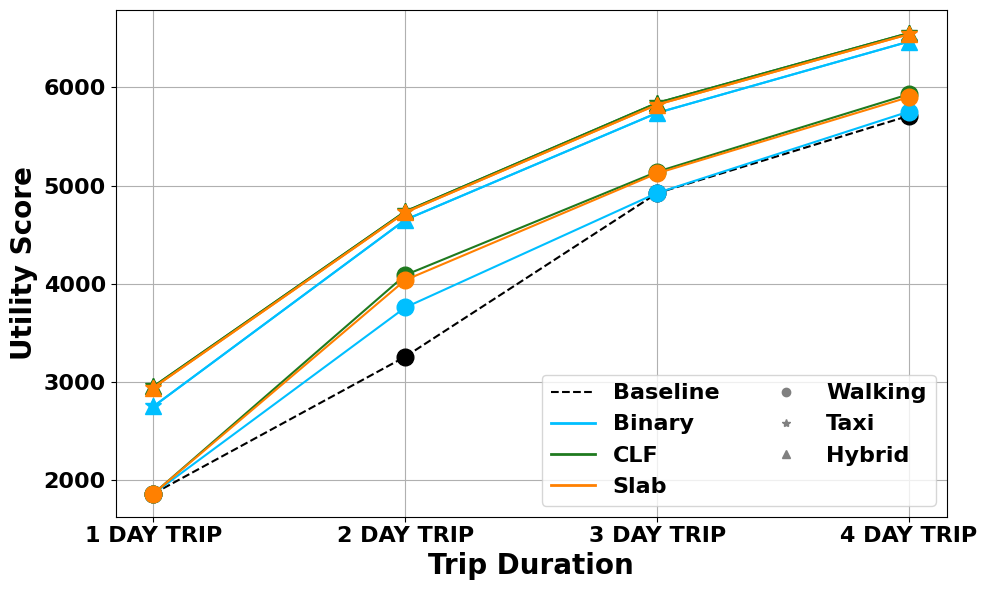 6000
5000
4000
3000
2000
Utility Score
1 DAY TRIP
2 DAY TRIP
3 DAY TRIP
4 DAY TRIP
Trip Duration
Baseline
Binary
CLF
Slab
Walking
Taxi
Hybrid